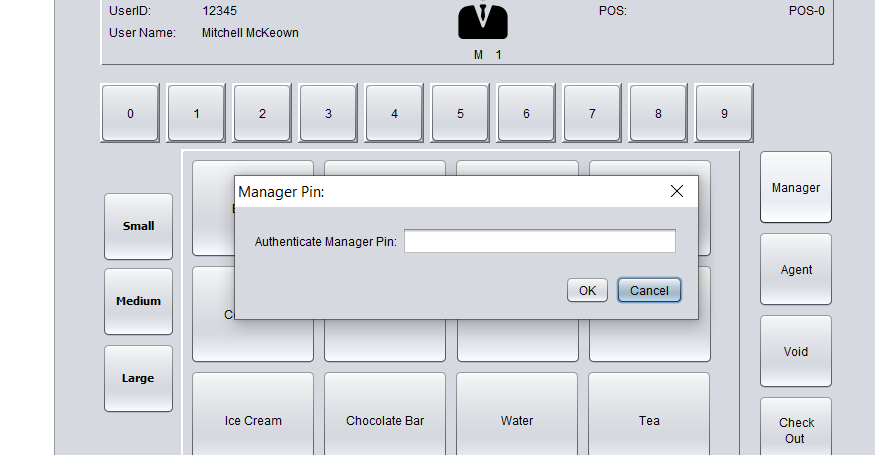 UserID: 12345 POS: POS-0
User Name: Mitchell McKeown
M 1
0 1 2 3 4 5 6 7 8 9
Manager Pin:
Manager
Small
Authenticate Manager Pin:
Agent
OK Cancel
Medium
Void
Large
Ice Cream Chocolate Bar Water Tea
Check
Out